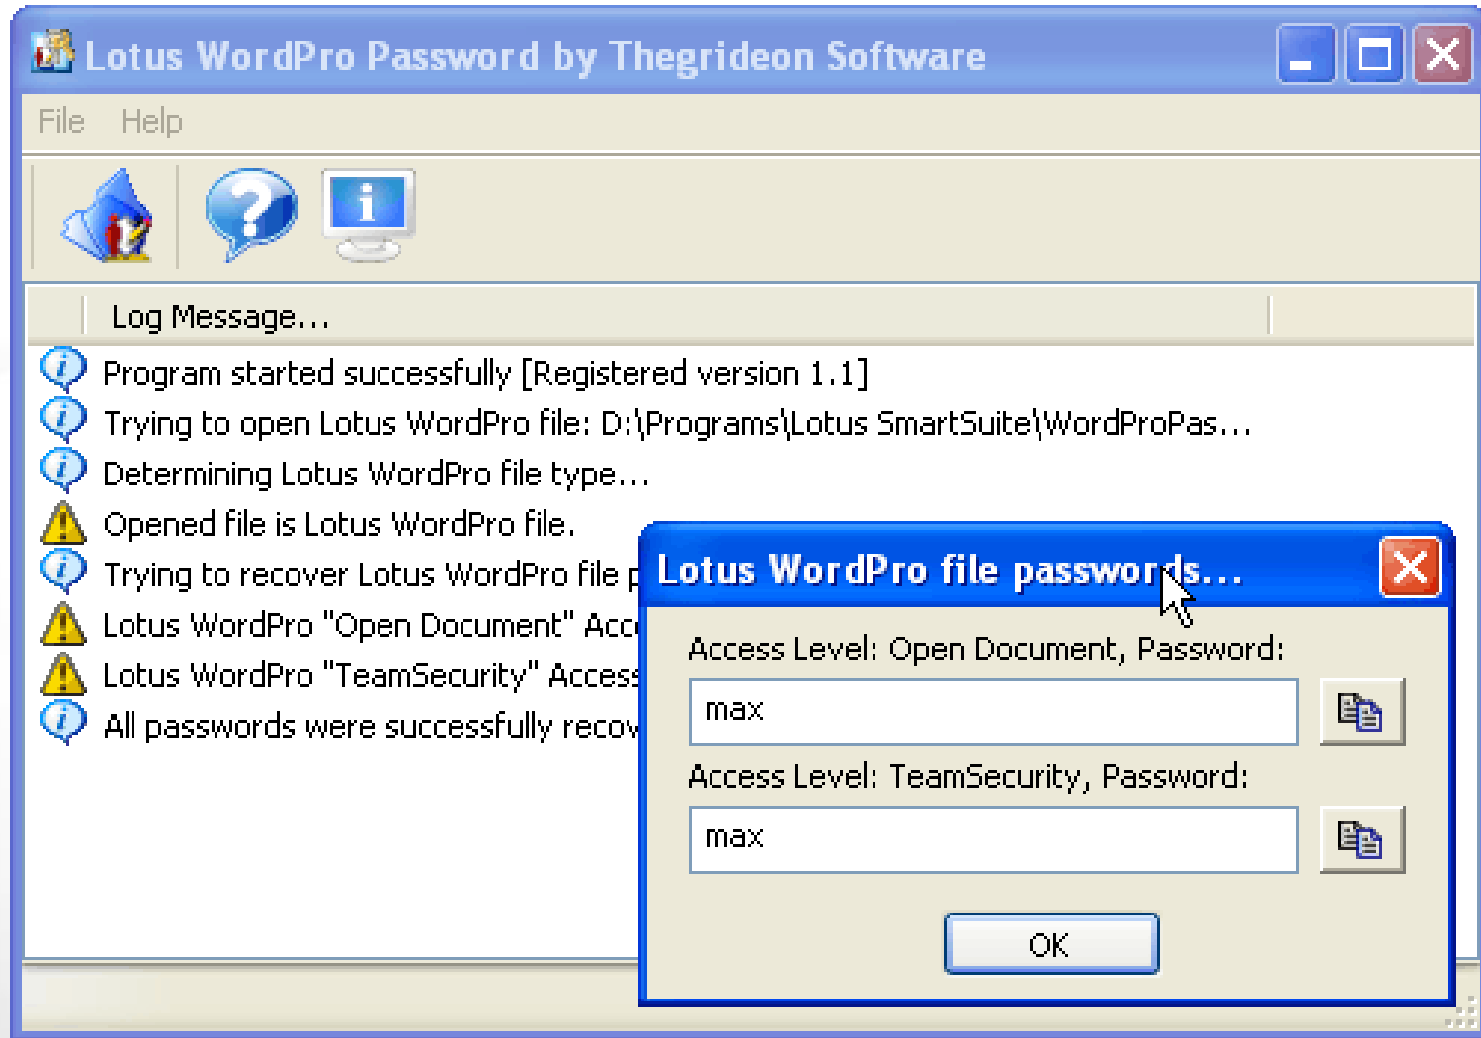 Lotus WordPro Password by Thegrideon Software
File Help
Log Message...
Program started successfully [Registered version 1.1]
Trying to open Lotus WordPro file: D:\Programs\Lotus SmartSuite\WordProPas...
Determining Lotus WordPro file type...
Opened file is Lotus WordPro file.
Trying to recover Lotus WordPro file
Lotus WordPro "Open Document"
Lotus WordPro "TeamSecurity" Access
All passwords were successfully
Lotus WordPro file passwords...
Access Level: Open Document, Password:
max
Access Level: TeamSecurity, Password:
max
OK